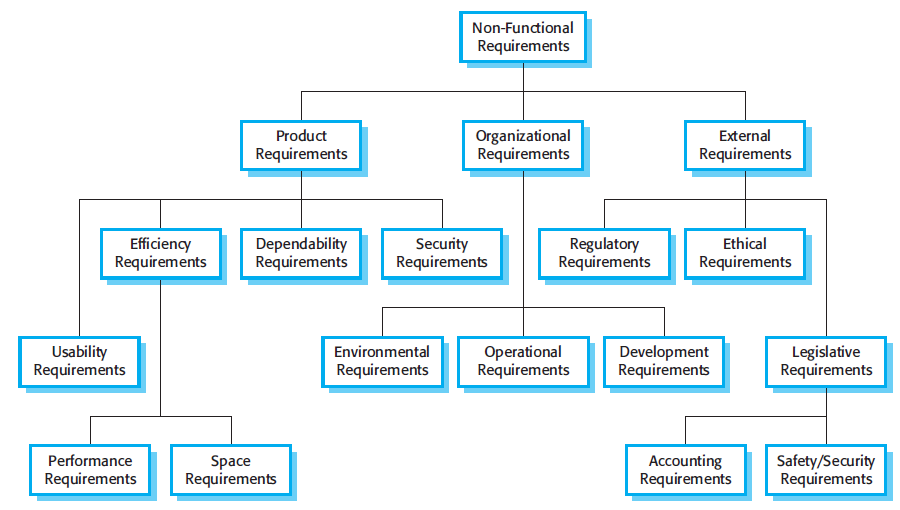 Non-Functional
Requirements
Product
Requirements
Organizational
Requirements
External
Requirements
Efficiency
Requirements
Dependability
Requirements
Security
Requirements
Regulatory
Requirements
Ethical
Requirements
Usability
Requirements
Environmental
Requirements
Operational
Requirements
Development
Requirements
Legislative
Requirements
Performance
Requirements
Space
Requirements
Accounting
Requirements
Safety/Security
Requirements